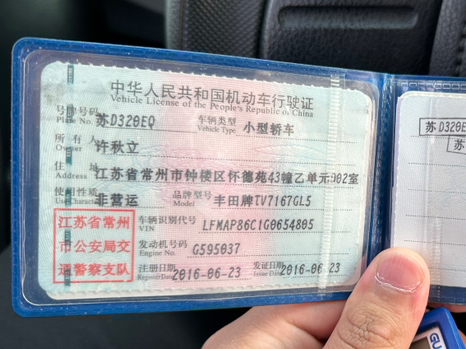 中华人民共和国机动车行驶证
Vehicle License of the People's Republic of China
号牌号码 苏D320EQ 车辆类型 小型轿车
Plate No. Vehicle Type
所有人 许秋立
Owner
住址 江苏省常州市钟楼区怀德苑43幢乙单元902室
Address
使用性质 非营运 品牌型号 丰田牌TV7167GL5
Use Character Model
江苏省常州
市公安局交
通警察支队
车辆识别代号 LFMAP86C1G0654805
VIN
发动机号码 G595037
Engine No.
注册日期 2016-06-23 发证日期 2016-06-23
Register Date Issue Date
苏D320E
苏
GU